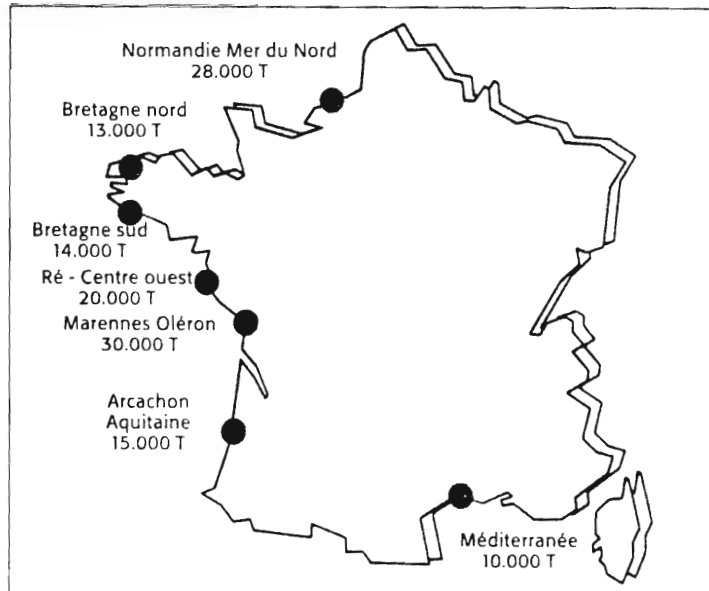 Normandie Mer du Nord
28.000 T
Bretagne nord
13.000 T
Bretagne sud
14.000 T
Ré - Centre ouest
20.000 T
Marennes Oléron
30.000 T
Arcachon
Aquitaine
15.000 T
Méditerranée
10.000 T